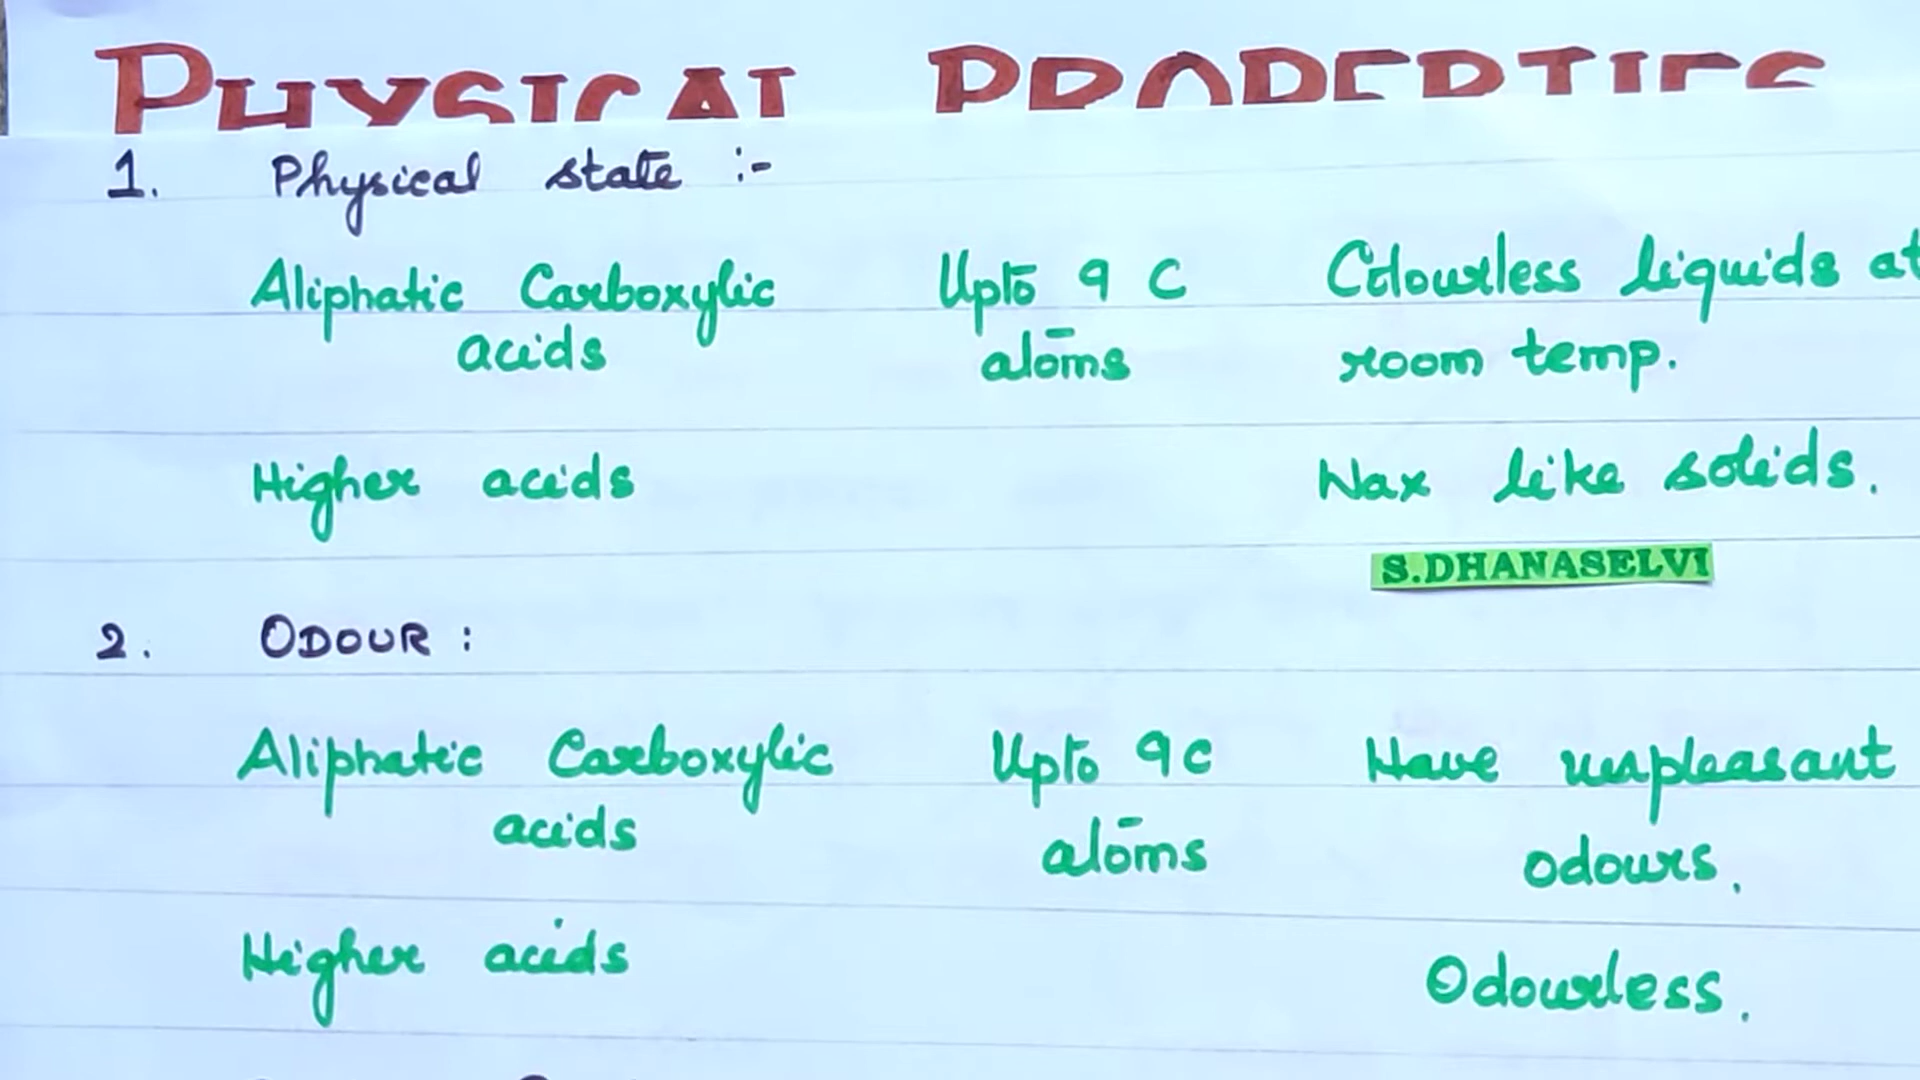 PHYSICAL PROPERTIES
1. Physical state :-
Aliphatic Carboxylic Upto 9 C Colourless liquids at
acids atoms room temp.
Higher acids Wax like solids.
S.DHANASELVI
2. ODOUR :
Aliphatic Carboxylic Upto 9c Have unpleasant
acids atoms odours.
Higher acids Odourless.